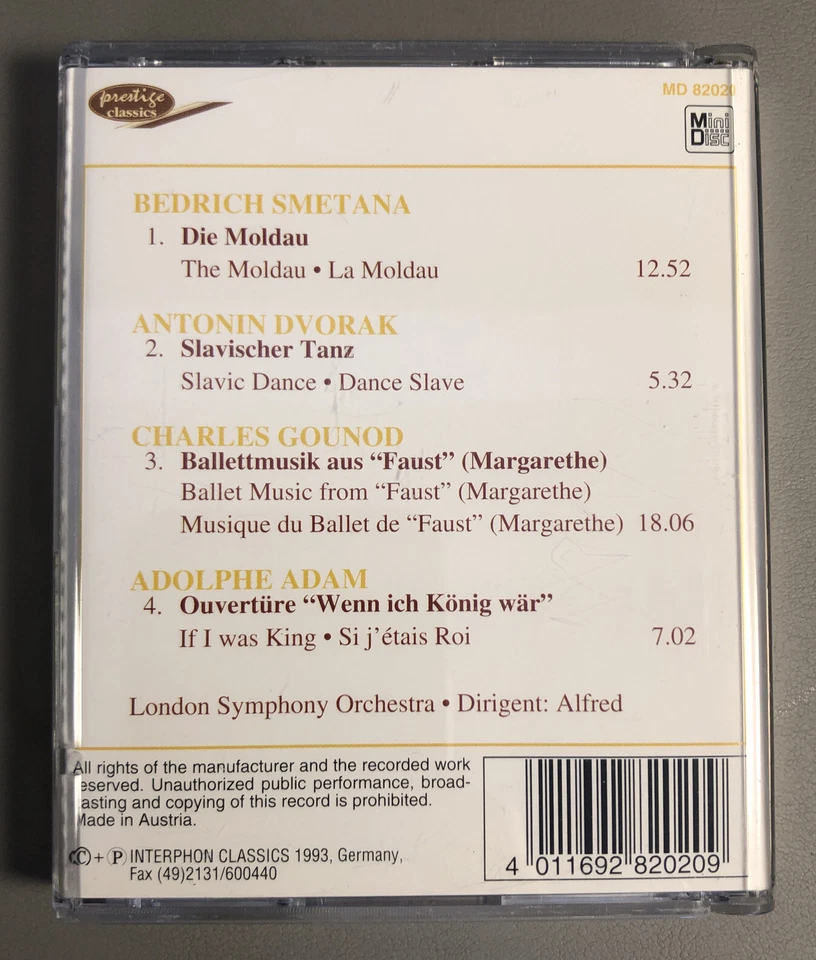 prestige
classics
MD 82020
Mini
Disc
BEDRICH SMETANA
1. Die Moldau
The Moldau • La Moldau 12.52
ANTONIN DVORAK
2. Slavischer Tanz
Slavic Dance • Dance Slave 5.32
CHARLES GOUNOD
3. Ballettmusik aus “Faust” (Margarethe)
Ballet Music from “Faust” (Margarethe)
Musique du Ballet de “Faust” (Margarethe) 18.06
ADOLPHE ADAM
4. Ouvertüre “Wenn ich König wär”
If I was King • Si j’étais Roi 7.02
London Symphony Orchestra • Dirigent: Alfred
All rights of the manufacturer and the recorded work
reserved. Unauthorized public performance, broad-
casting and copying of this record is prohibited.
Made in Austria.
© + ℗ INTERPHON CLASSICS 1993, Germany,
Fax (49)2131/600440
4 011692 820209